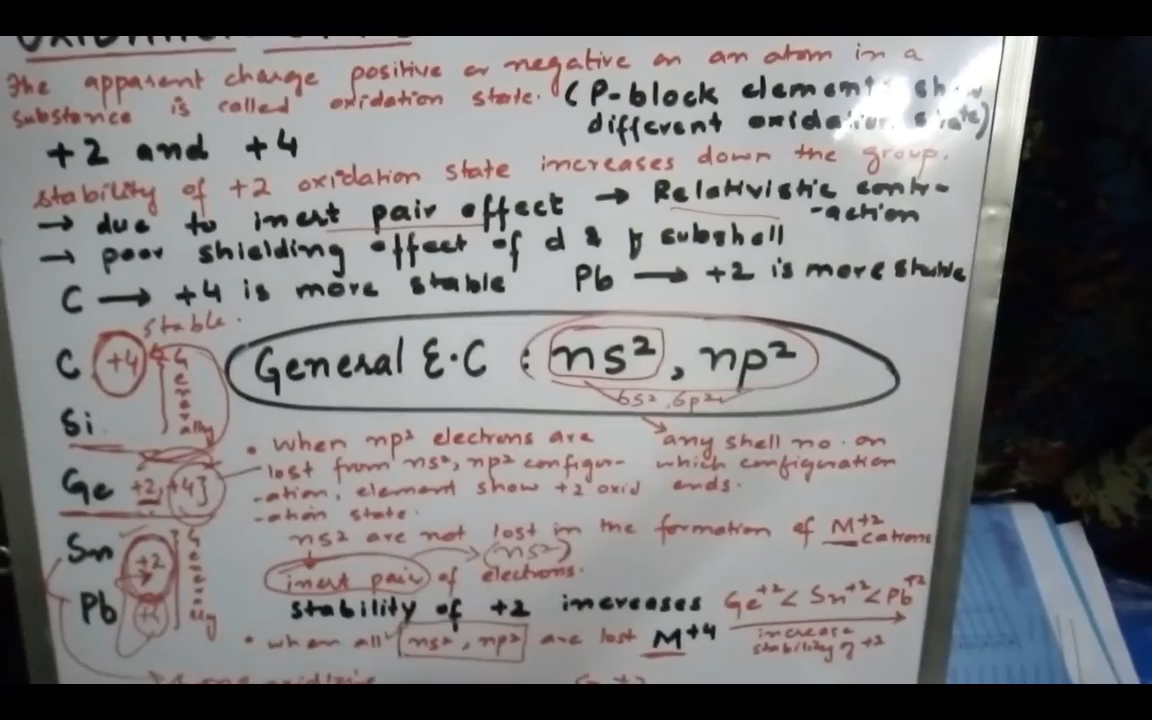 OXIDATION STATE
The apparent charge positive or negative on an atom in a
substance is called oxidation state. (P-block elements show
different oxidation state)
+2 and +4
stability of +2 oxidation state increases down the group.
→ due to inert pair effect → Relativistic contr-
-action
→ poor shielding effect of d & f subshell
C → +4 is more stable Pb → +2 is more stable
stable.
C +4 Generally
Si
General E.C : ns², np²
6s², 6p²
any shell no. on
which configuration
ends.
• when np² electrons are
lost from ns², np² configur-
-ation, element show +2 oxid
-ation state.
Ge +2, +4
ns² are not lost in the formation of M+2
cations
(ns²)
inert pair of electrons.
Sn +2 Generally
Pb +4
stability of +2 increases Ge+2 < Sn+2 < Pb+2
increase
stability of +2
• when all ns², np² are lost M+4